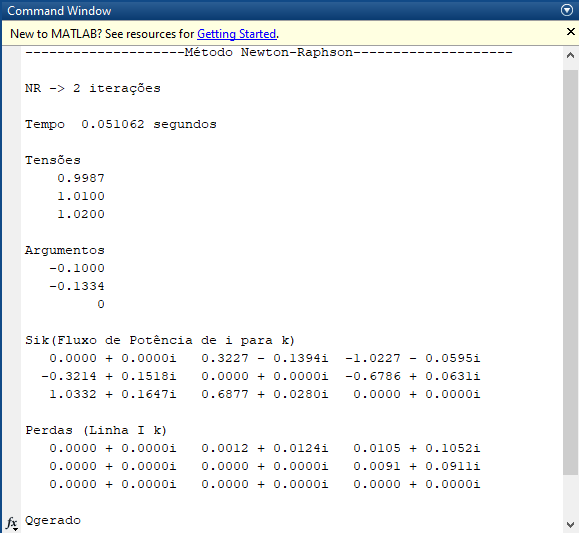 Command Window
New to MATLAB? See resources for Getting Started.
--------------------Método Newton-Raphson--------------------
NR -> 2 iterações
Tempo  0.051062 segundos
Tensões
0.9987
1.0100
1.0200
Argumentos
-0.1000
-0.1334
0
Sik(Fluxo de Potência de i para k)
0.0000 + 0.0000i   0.3227 - 0.1394i  -1.0227 - 0.0595i
-0.3214 + 0.1518i   0.0000 + 0.0000i  -0.6786 + 0.0631i
1.0332 + 0.1647i   0.6877 + 0.0280i   0.0000 + 0.0000i
Perdas (Linha I k)
0.0000 + 0.0000i   0.0012 + 0.0124i   0.0105 + 0.1052i
0.0000 + 0.0000i   0.0000 + 0.0000i   0.0091 + 0.0911i
0.0000 + 0.0000i   0.0000 + 0.0000i   0.0000 + 0.0000i
fx Qgerado